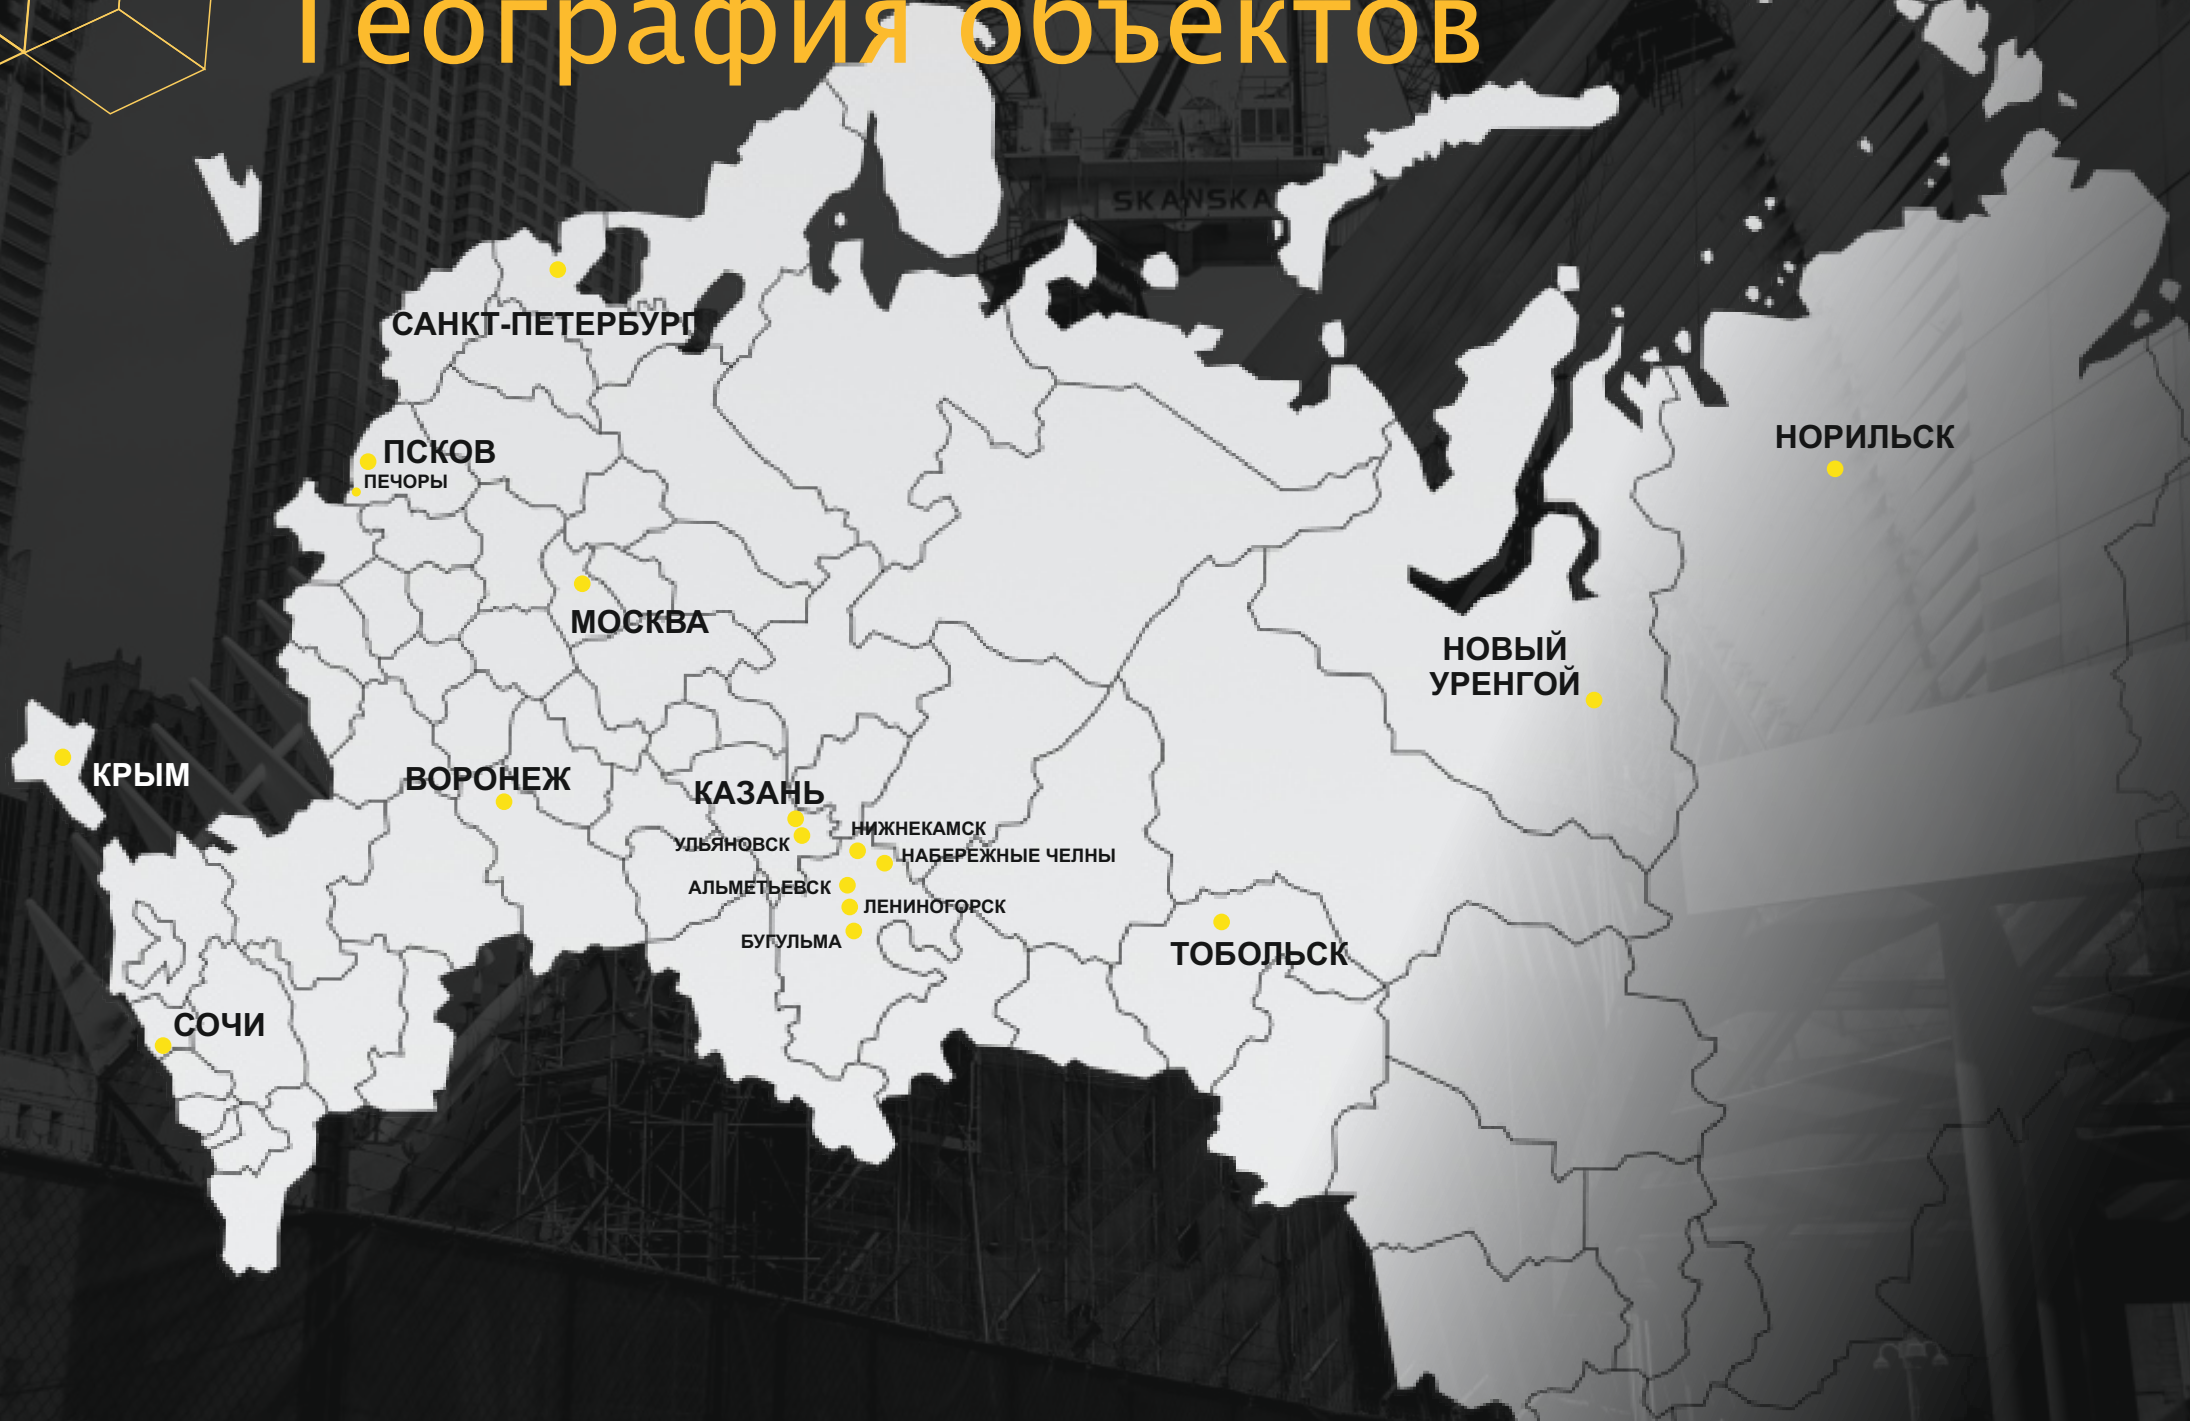 География объектов
SKANSKA
САНКТ-ПЕТЕРБУРГ
ПСКОВ
ПЕЧОРЫ
НОРИЛЬСК
МОСКВА
НОВЫЙ
УРЕНГОЙ
КРЫМ
ВОРОНЕЖ
КАЗАНЬ
НИЖНЕКАМСК
УЛЬЯНОВСК
НАБЕРЕЖНЫЕ ЧЕЛНЫ
АЛЬМЕТЬЕВСК
ЛЕНИНОГОРСК
БУГУЛЬМА
ТОБОЛЬСК
СОЧИ